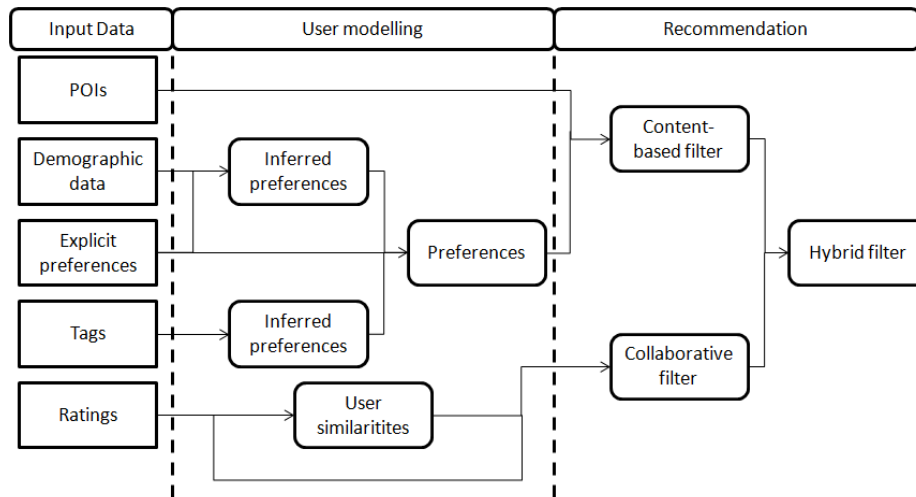 Input Data
User modelling
Recommendation
POIs
Demographic
data
Explicit
preferences
Tags
Ratings
Inferred
preferences
Inferred
preferences
Preferences
User
similaritites
Content-
based filter
Collaborative
filter
Hybrid filter